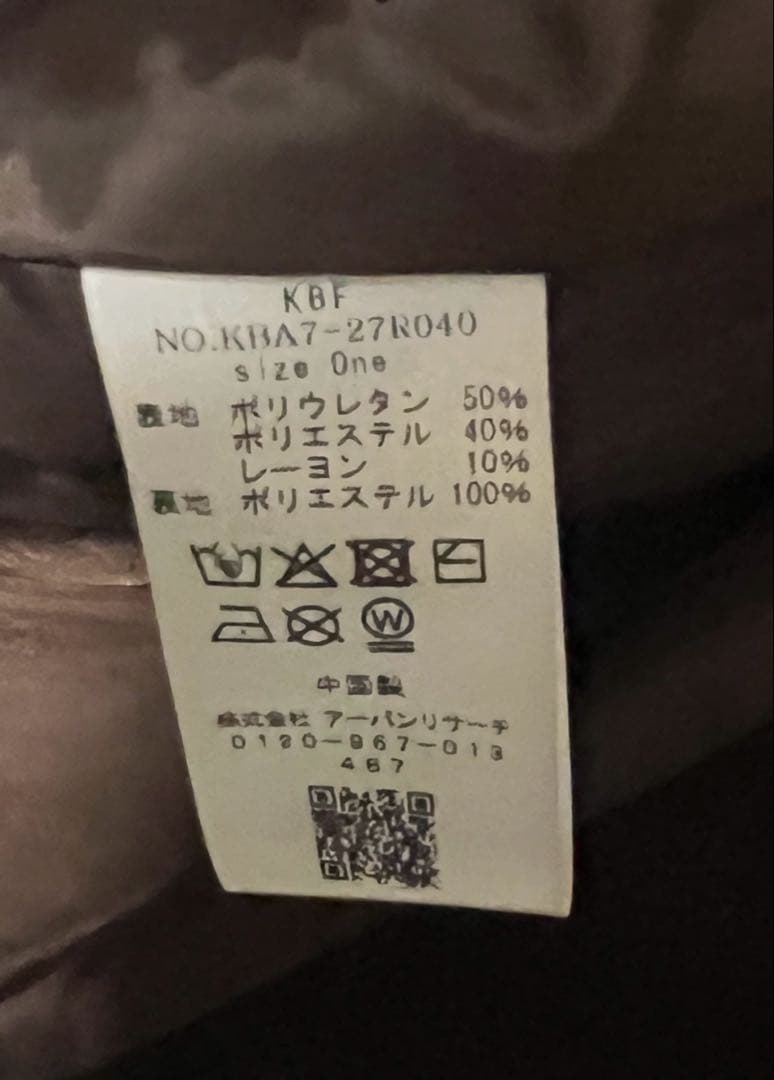 KBF
NO.KBA7-27R040
size One
表地 ポリウレタン 50%
ポリエステル 40%
レーヨン 10%
ポリエステル 100%
W
中国製
株式会社 アーバンリサーチ
0120-967-013
467